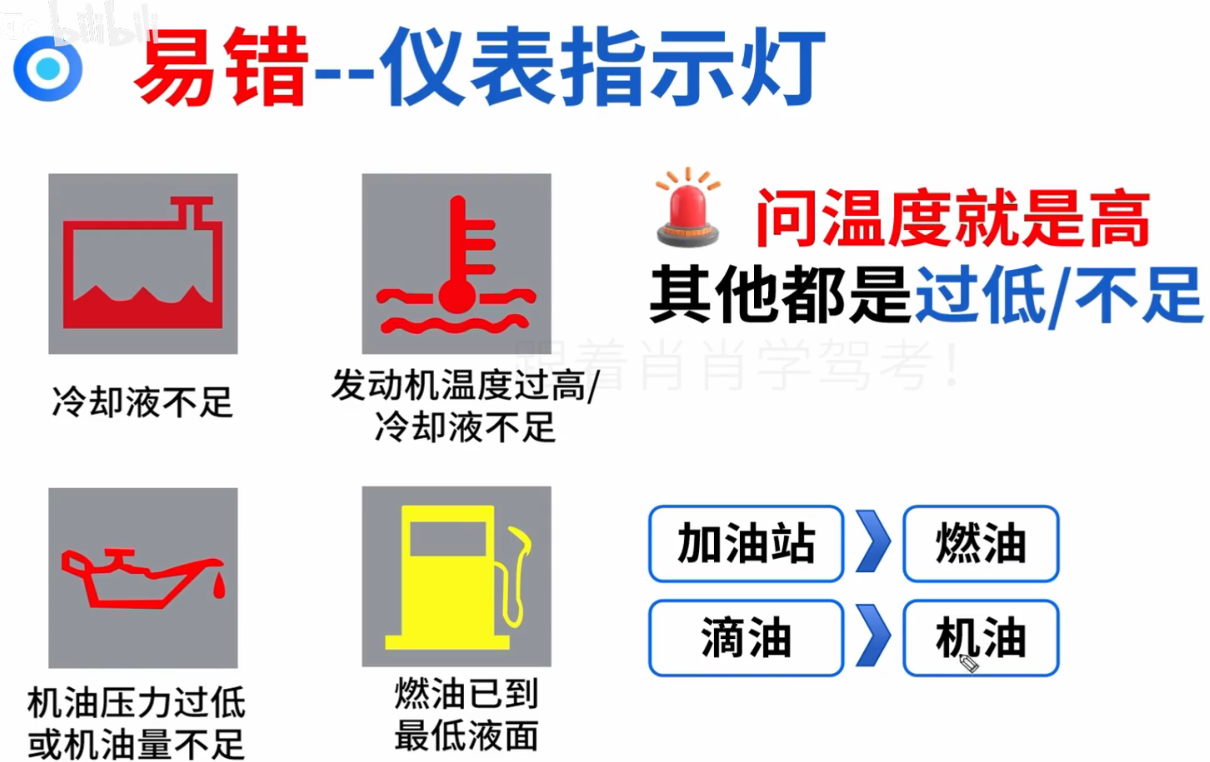 bilibili
易错--仪表指示灯
问温度就是高
其他都是过低/不足
跟着肖肖学驾考！
冷却液不足
发动机温度过高/
冷却液不足
加油站
燃油
滴油
机油
机油压力过低
或机油量不足
燃油已到
最低液面